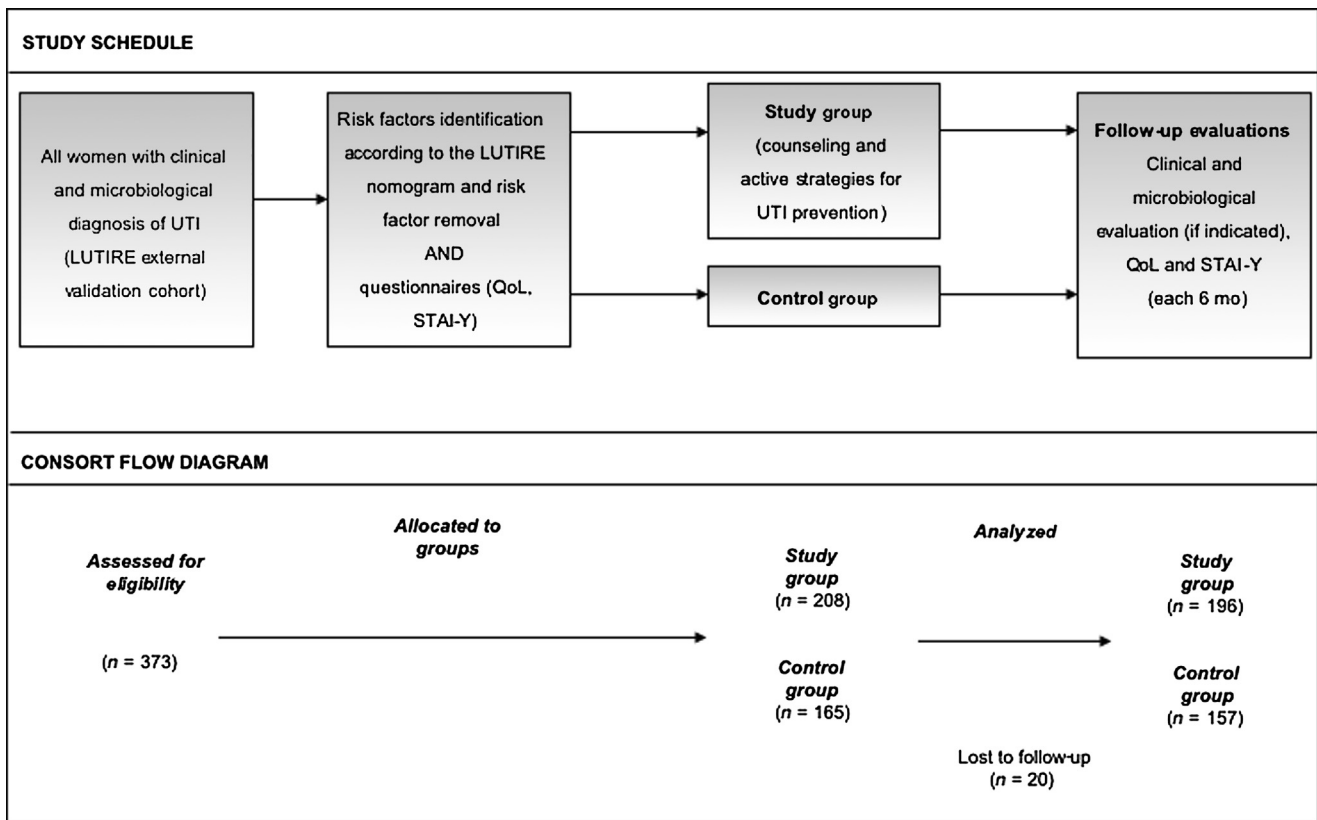 STUDY SCHEDULE
All women with clinical
and microbiological
diagnosis of UTI
(LUTIRE external
validation cohort)
Risk factors identification
according to the LUTIRE
nomogram and risk
factor removal
AND
questionnaires (QoL,
STAI-Y)
Study group
(counseling and
active strategies for
UTI prevention)
Control group
Follow-up evaluations
Clinical and
microbiological
evaluation (if indicated),
QoL and STAI-Y
(each 6 mo)
CONSORT FLOW DIAGRAM
Assessed for
eligibility
(n = 373)
Allocated to
groups
Study
group
(n = 208)
Control
group
(n = 165)
Analyzed
Lost to follow-up
(n = 20)
Study
group
(n = 196)
Control
group
(n = 157)